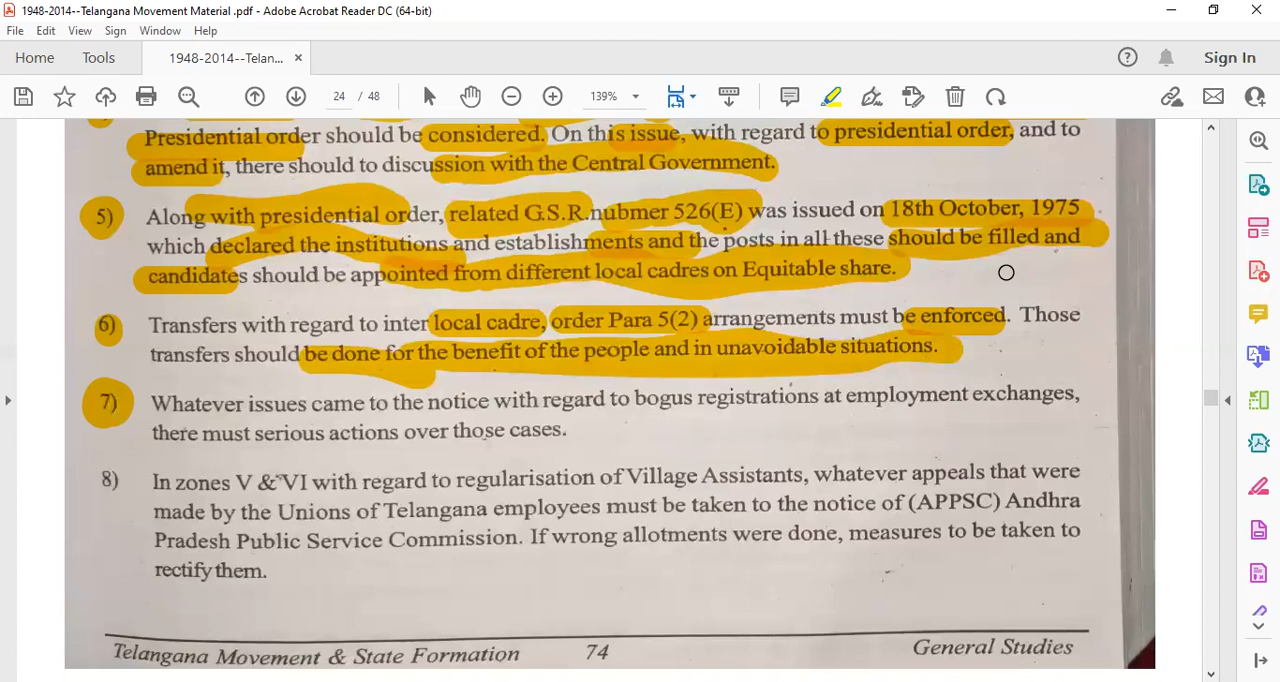 1948-2014--Telangana Movement Material .pdf - Adobe Acrobat Reader DC (64-bit)
File Edit View Sign Window Help
Home Tools 1948-2014--Telan... × Sign In
24 / 48 139%
Presidential order should be considered. On this issue, with regard to presidential order, and to
amend it, there should to discussion with the Central Government.
5) Along with presidential order, related G.S.R. nubmer 526(E) was issued on 18th October, 1975
which declared the institutions and establishments and the posts in all these should be filled and
candidates should be appointed from different local cadres on Equitable share.
6) Transfers with regard to inter local cadre, order Para 5(2) arrangements must be enforced. Those
transfers should be done for the benefit of the people and in unavoidable situations.
7) Whatever issues came to the notice with regard to bogus registrations at employment exchanges,
there must serious actions over those cases.
8) In zones V & VI with regard to regularisation of Village Assistants, whatever appeals that were
made by the Unions of Telangana employees must be taken to the notice of (APPSC) Andhra
Pradesh Public Service Commission. If wrong allotments were done, measures to be taken to
rectify them.
Telangana Movement & State Formation 74 General Studies